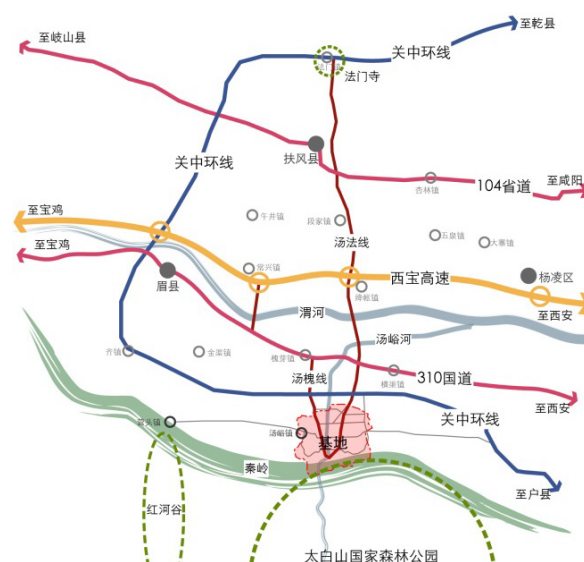 至乾县
至岐山县
关中环线
法门寺
扶风县
关中环线
至咸阳
104省道
杏林镇
至宝鸡
午井镇
段家镇
汤法线
五泉镇
大寨镇
至宝鸡
常兴镇
西宝高速
杨凌区
眉县
绛帐镇
渭河
至西安
汤峪河
齐镇
金渠镇
槐芽镇
汤槐线
横渠镇
310国道
至西安
关中环线
汤峪镇
基地
秦岭
至户县
红河谷
太白山国家森林公园